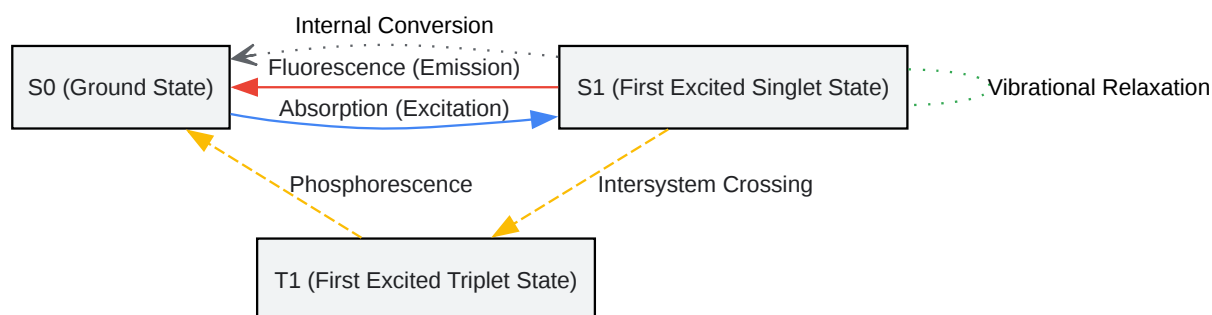 Internal Conversion
S0 (Ground State)
Fluorescence (Emission)
S1 (First Excited Singlet State)
Vibrational Relaxation
Absorption (Excitation)
Phosphorescence
Intersystem Crossing
T1 (First Excited Triplet State)